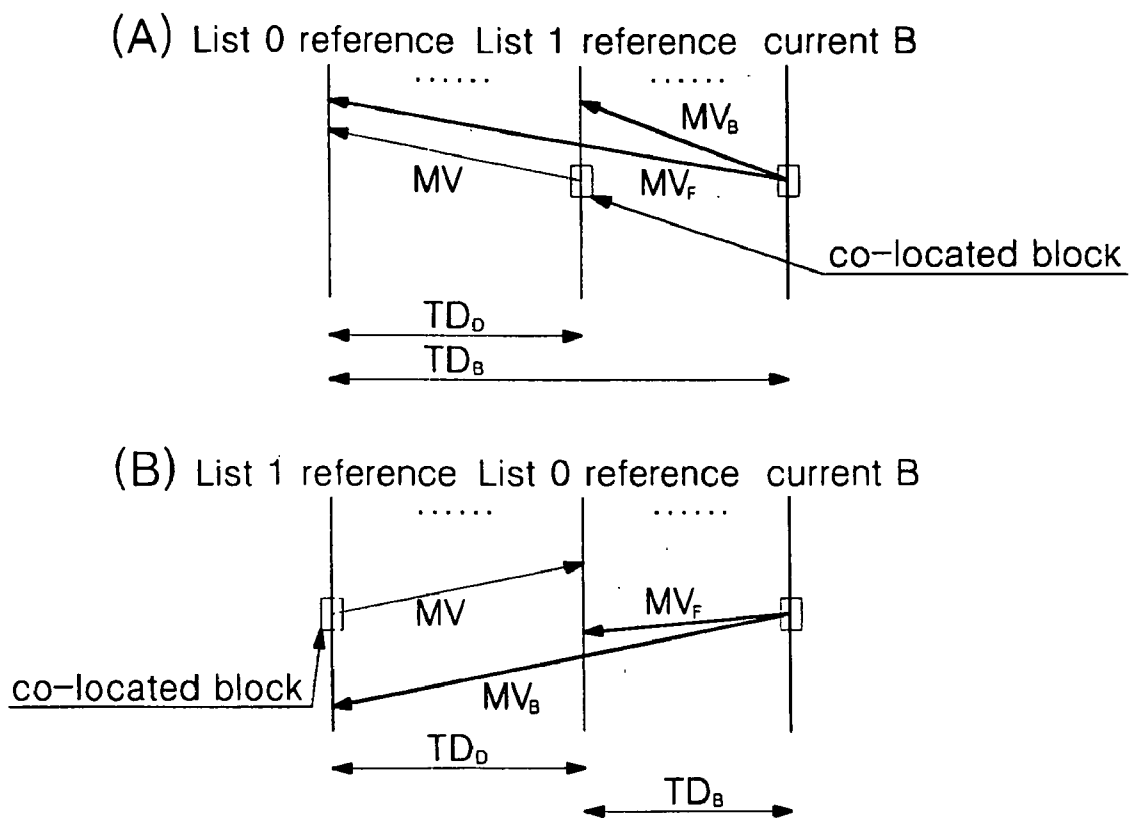 (A) List 0 reference List 1 reference current B
...... ......
MV_B
MV MV_F
co-located block
TD_D
TD_B
(B) List 1 reference List 0 reference current B
...... ......
MV MV_F
co-located block
MV_B
TD_D
TD_B